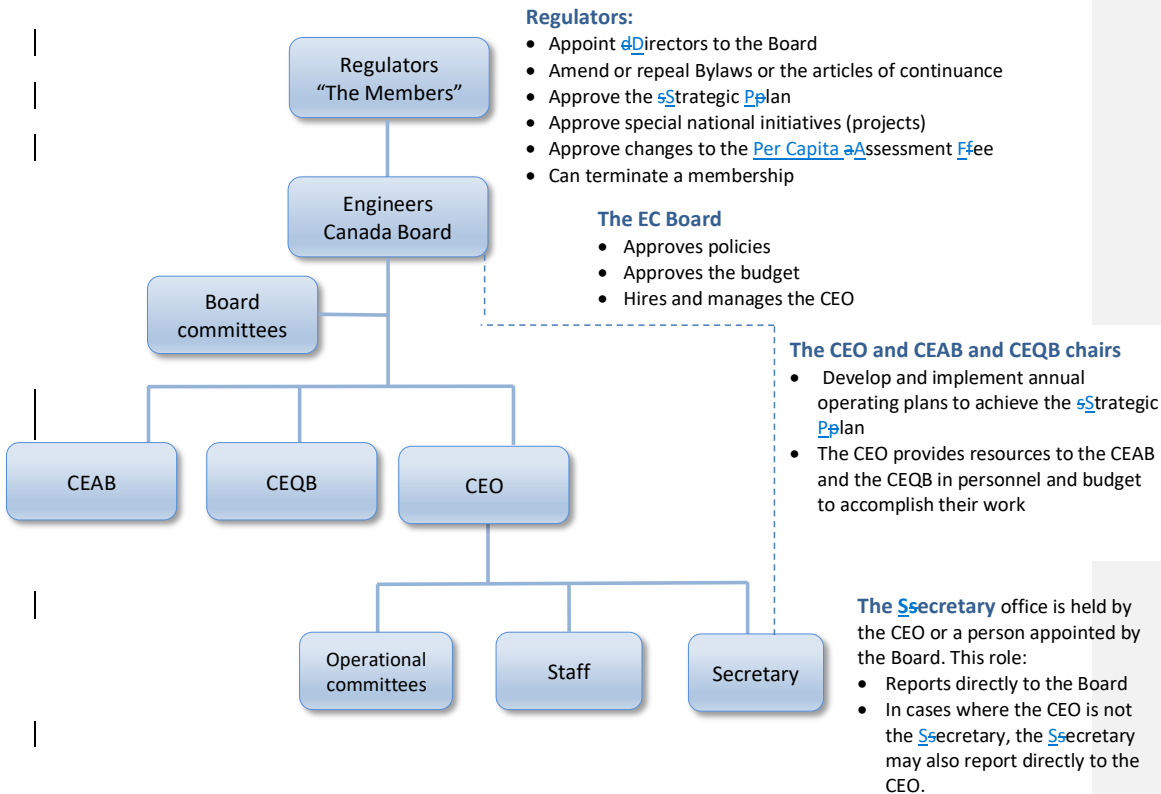 Regulators
“The Members”
Regulators:
• Appoint dDirectors to the Board
• Amend or repeal Bylaws or the articles of continuance
• Approve the sStrategic Pplan
• Approve special national initiatives (projects)
• Approve changes to the Per Capita aAssessment Ffee
• Can terminate a membership
Engineers
Canada Board
The EC Board
• Approves policies
• Approves the budget
• Hires and manages the CEO
Board
committees
The CEO and CEAB and CEQB chairs
• Develop and implement annual
operating plans to achieve the sStrategic
Pplan
• The CEO provides resources to the CEAB
and the CEQB in personnel and budget
to accomplish their work
CEAB
CEQB
CEO
Operational
committees
Staff
Secretary
The Ssecretary office is held by
the CEO or a person appointed by
the Board. This role:
• Reports directly to the Board
• In cases where the CEO is not
the Ssecretary, the Ssecretary
may also report directly to the
CEO.